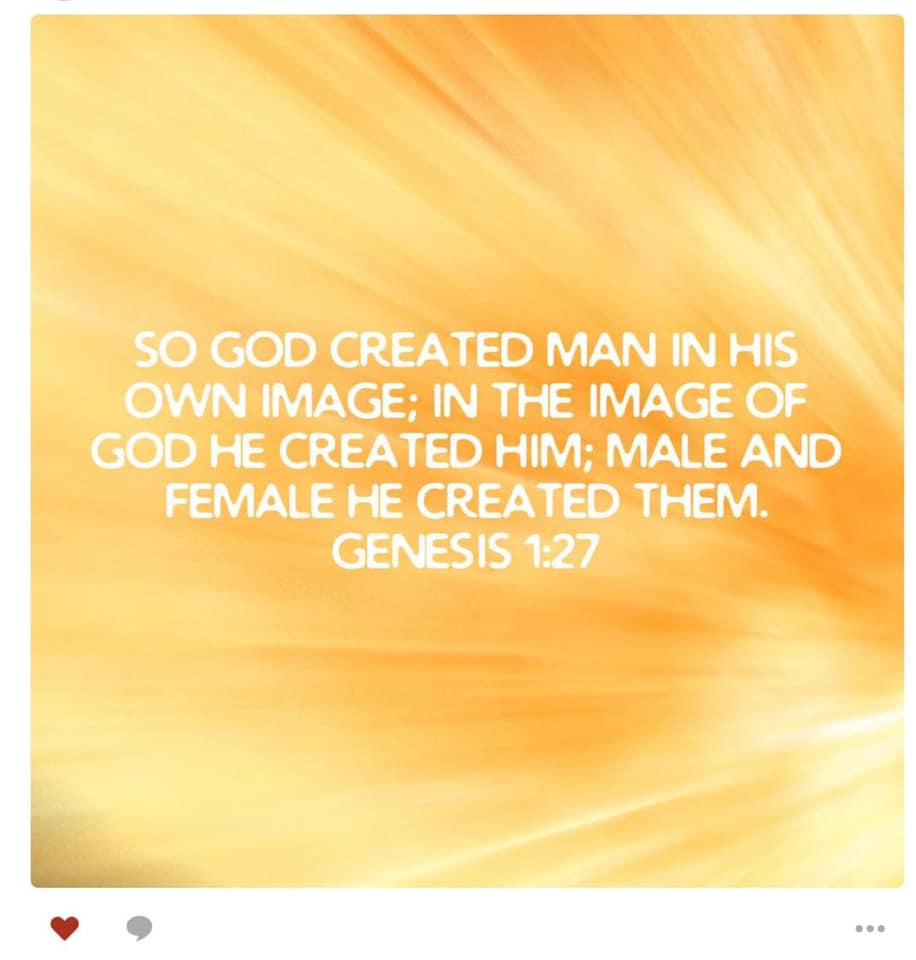 SO GOD CREATED MAN IN HIS
OWN IMAGE; IN THE IMAGE OF
GOD HE CREATED HIM; MALE AND
FEMALE HE CREATED THEM.
GENESIS 1:27